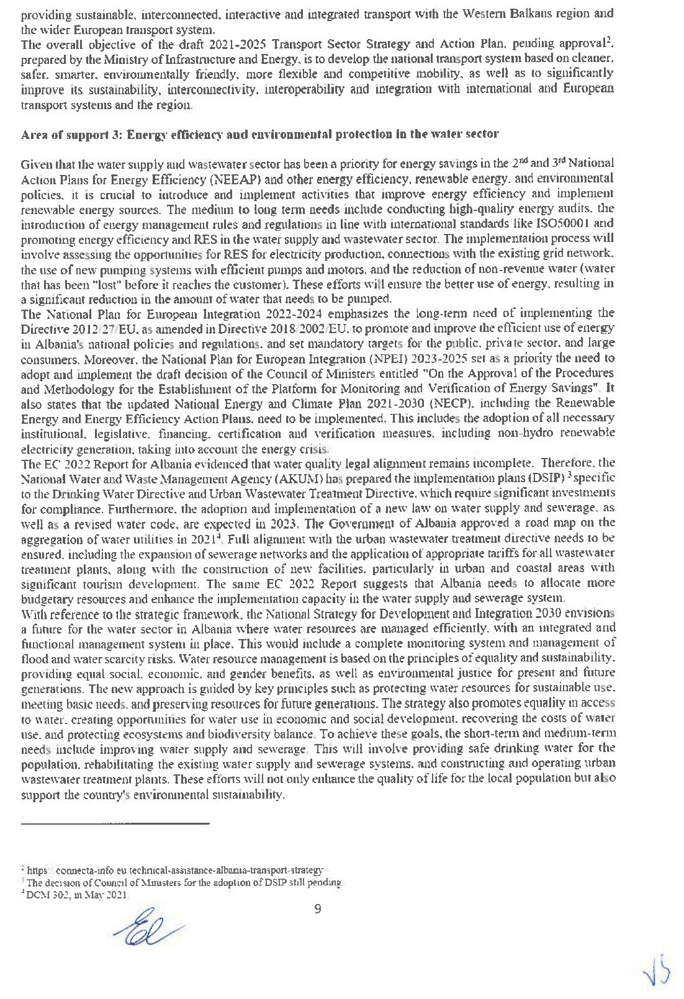 providing sustainable, interconnected, interactive and integrated transport with the Western Balkans region and
the wider European transport system.
The overall objective of the draft 2021-2025 Transport Sector Strategy and Action Plan, pending approval²,
prepared by the Ministry of Infrastructure and Energy, is to develop the national transport system based on cleaner,
safer, smarter, environmentally friendly, more flexible and competitive mobility, as well as to significantly
improve its sustainability, interconnectivity, interoperability and integration with international and European
transport systems and the region.
Area of support 3: Energy efficiency and environmental protection in the water sector
Given that the water supply and wastewater sector has been a priority for energy savings in the 2nd and 3rd National
Action Plans for Energy Efficiency (NEEAP) and other energy efficiency, renewable energy, and environmental
policies, it is crucial to introduce and implement activities that improve energy efficiency and implement
renewable energy sources. The medium to long term needs include conducting high-quality energy audits, the
introduction of energy management rules and regulations in line with international standards like ISO50001 and
promoting energy efficiency and RES in the water supply and wastewater sector. The implementation process will
involve assessing the opportunities for RES for electricity production, connections with the existing grid network,
the use of new pumping systems with efficient pumps and motors, and the reduction of non-revenue water (water
that has been "lost" before it reaches the customer). These efforts will ensure the better use of energy, resulting in
a significant reduction in the amount of water that needs to be pumped.
The National Plan for European Integration 2022-2024 emphasizes the long-term need of implementing the
Directive 2012/27/EU, as amended in Directive 2018/2002/EU, to promote and improve the efficient use of energy
in Albania's national policies and regulations, and set mandatory targets for the public, private sector, and large
consumers. Moreover, the National Plan for European Integration (NPEI) 2023-2025 set as a priority the need to
adopt and implement the draft decision of the Council of Ministers entitled "On the Approval of the Procedures
and Methodology for the Establishment of the Platform for Monitoring and Verification of Energy Savings". It
also states that the updated National Energy and Climate Plan 2021-2030 (NECP), including the Renewable
Energy and Energy Efficiency Action Plans, need to be implemented. This includes the adoption of all necessary
institutional, legislative, financing, certification and verification measures, including non-hydro renewable
electricity generation, taking into account the energy crisis.
The EC 2022 Report for Albania evidenced that water quality legal alignment remains incomplete. Therefore, the
National Water and Waste Management Agency (AKUM) has prepared the implementation plans (DSIP) ³ specific
to the Drinking Water Directive and Urban Wastewater Treatment Directive, which require significant investments
for compliance. Furthermore, the adoption and implementation of a new law on water supply and sewerage, as
well as a revised water code, are expected in 2023. The Government of Albania approved a road map on the
aggregation of water utilities in 2021⁴. Full alignment with the urban wastewater treatment directive needs to be
ensured, including the expansion of sewerage networks and the application of appropriate tariffs for all wastewater
treatment plants, along with the construction of new facilities, particularly in urban and coastal areas with
significant tourism development. The same EC 2022 Report suggests that Albania needs to allocate more
budgetary resources and enhance the implementation capacity in the water supply and sewerage system.
With reference to the strategic framework, the National Strategy for Development and Integration 2030 envisions
a future for the water sector in Albania where water resources are managed efficiently, with an integrated and
functional management system in place. This would include a complete monitoring system and management of
flood and water scarcity risks. Water resource management is based on the principles of equality and sustainability,
providing equal social, economic, and gender benefits, as well as environmental justice for present and future
generations. The new approach is guided by key principles such as protecting water resources for sustainable use,
meeting basic needs, and preserving resources for future generations. The strategy also promotes equality in access
to water, creating opportunities for water use in economic and social development, recovering the costs of water
use, and protecting ecosystems and biodiversity balance. To achieve these goals, the short-term and medium-term
needs include improving water supply and sewerage. This will involve providing safe drinking water for the
population, rehabilitating the existing water supply and sewerage systems, and constructing and operating urban
wastewater treatment plants. These efforts will not only enhance the quality of life for the local population but also
support the country's environmental sustainability.
² https connecta-info.eu technical-assistance-albania-transport-strategy
³ The decision of Council of Ministers for the adoption of DSIP still pending.
⁴ DCM 302, in May 2021
9